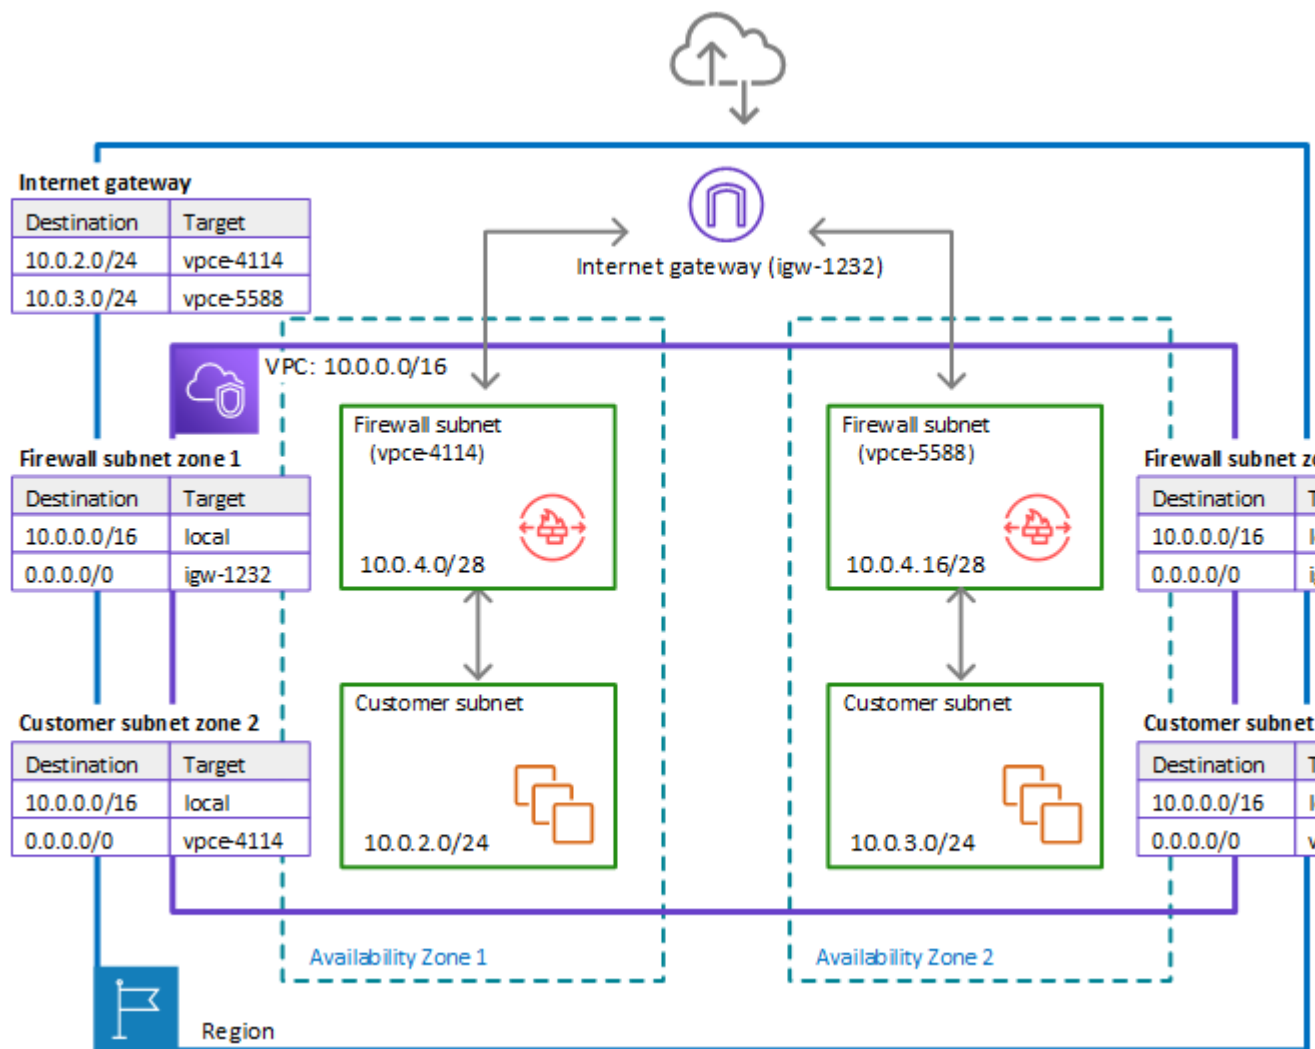 Internet gateway
Destination Target
10.0.2.0/24 vpce-4114
10.0.3.0/24 vpce-5588
Internet gateway (igw-1232)
VPC: 10.0.0.0/16
Firewall subnet
(vpce-4114)
10.0.4.0/28
Firewall subnet
(vpce-5588)
10.0.4.16/28
Firewall subnet zone 1
Destination Target
10.0.0.0/16 local
0.0.0.0/0 igw-1232
Firewall subnet
Destination
10.0.0.0/16
0.0.0.0/0
Customer subnet
10.0.2.0/24
Customer subnet
10.0.3.0/24
Customer subnet zone 2
Destination Target
10.0.0.0/16 local
0.0.0.0/0 vpce-4114
Customer subnet
Destination
10.0.0.0/16
0.0.0.0/0
Availability Zone 1
Availability Zone 2
Region